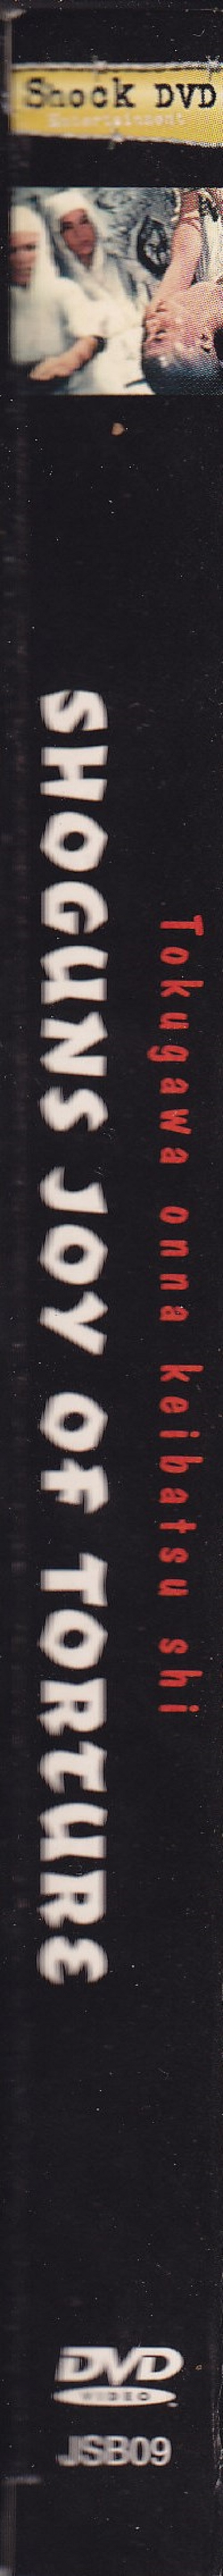 Shock DVD
Entertainment
Tokugawa onna keibatsu shi
SHOGUNS JOY OF TORTURE
DVD
VIDEO
JSB09